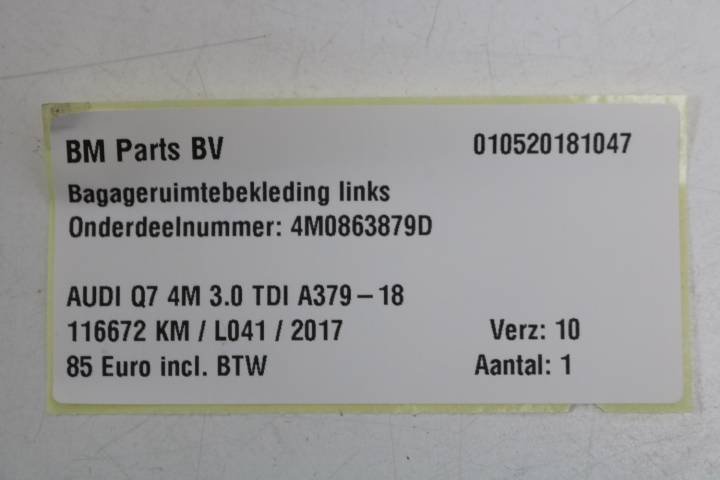 BM Parts BV 010520181047
Bagageruimtebekleding links
Onderdeelnummer: 4M0863879D
AUDI Q7 4M 3.0 TDI A379-18
116672 KM / L041 / 2017 Verz: 10
85 Euro incl. BTW Aantal: 1